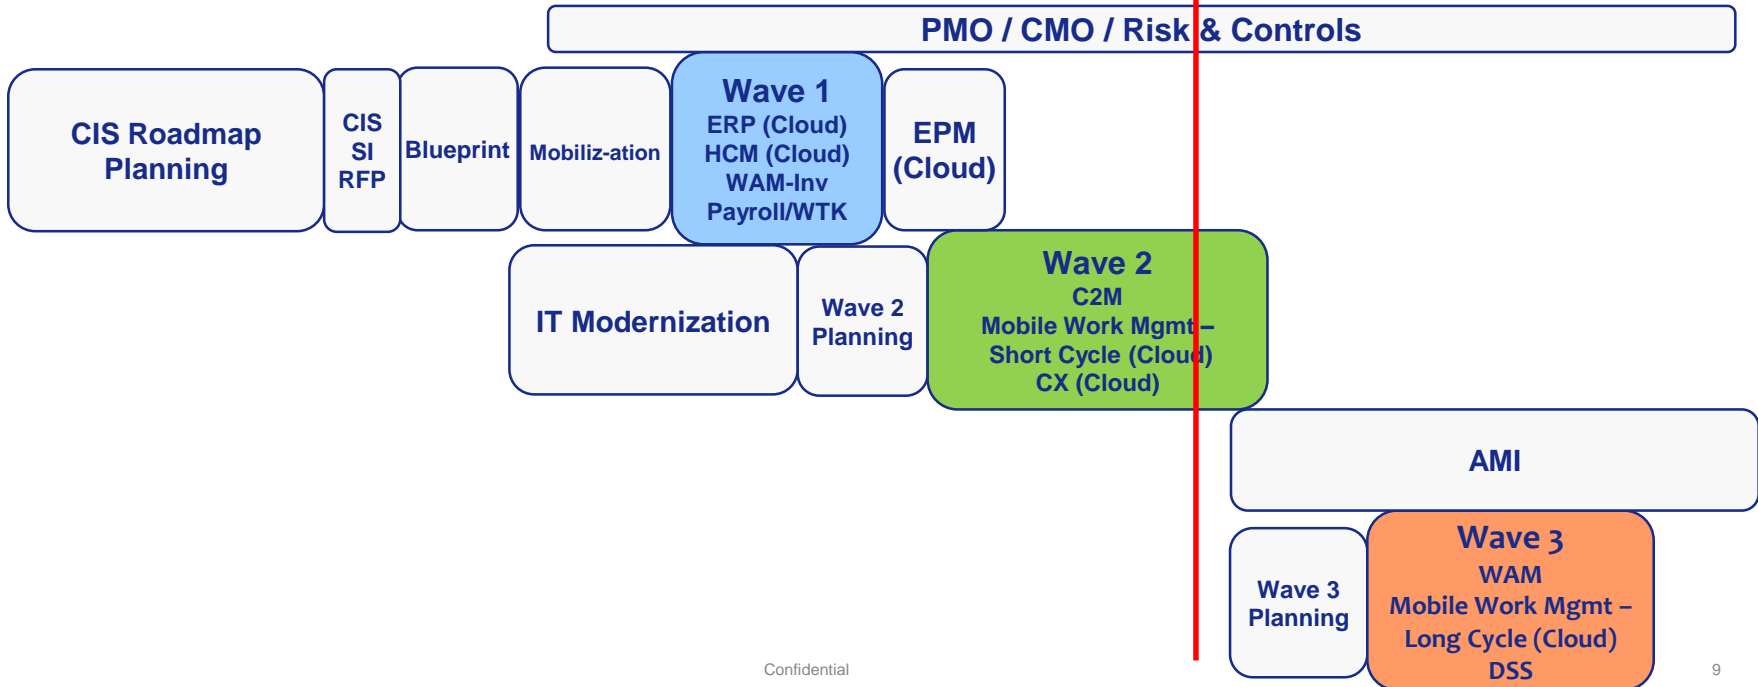 PMO / CMO / Risk & Controls
CIS Roadmap
Planning
CIS
SI
RFP
Blueprint
Mobiliz-ation
Wave 1
ERP (Cloud)
HCM (Cloud)
WAM-Inv
Payroll/WTK
EPM
(Cloud)
IT Modernization
Wave 2
Planning
Wave 2
C2M
Mobile Work Mgmt –
Short Cycle (Cloud)
CX (Cloud)
AMI
Wave 3
Planning
Wave 3
WAM
Mobile Work Mgmt –
Long Cycle (Cloud)
DSS
Confidential
9